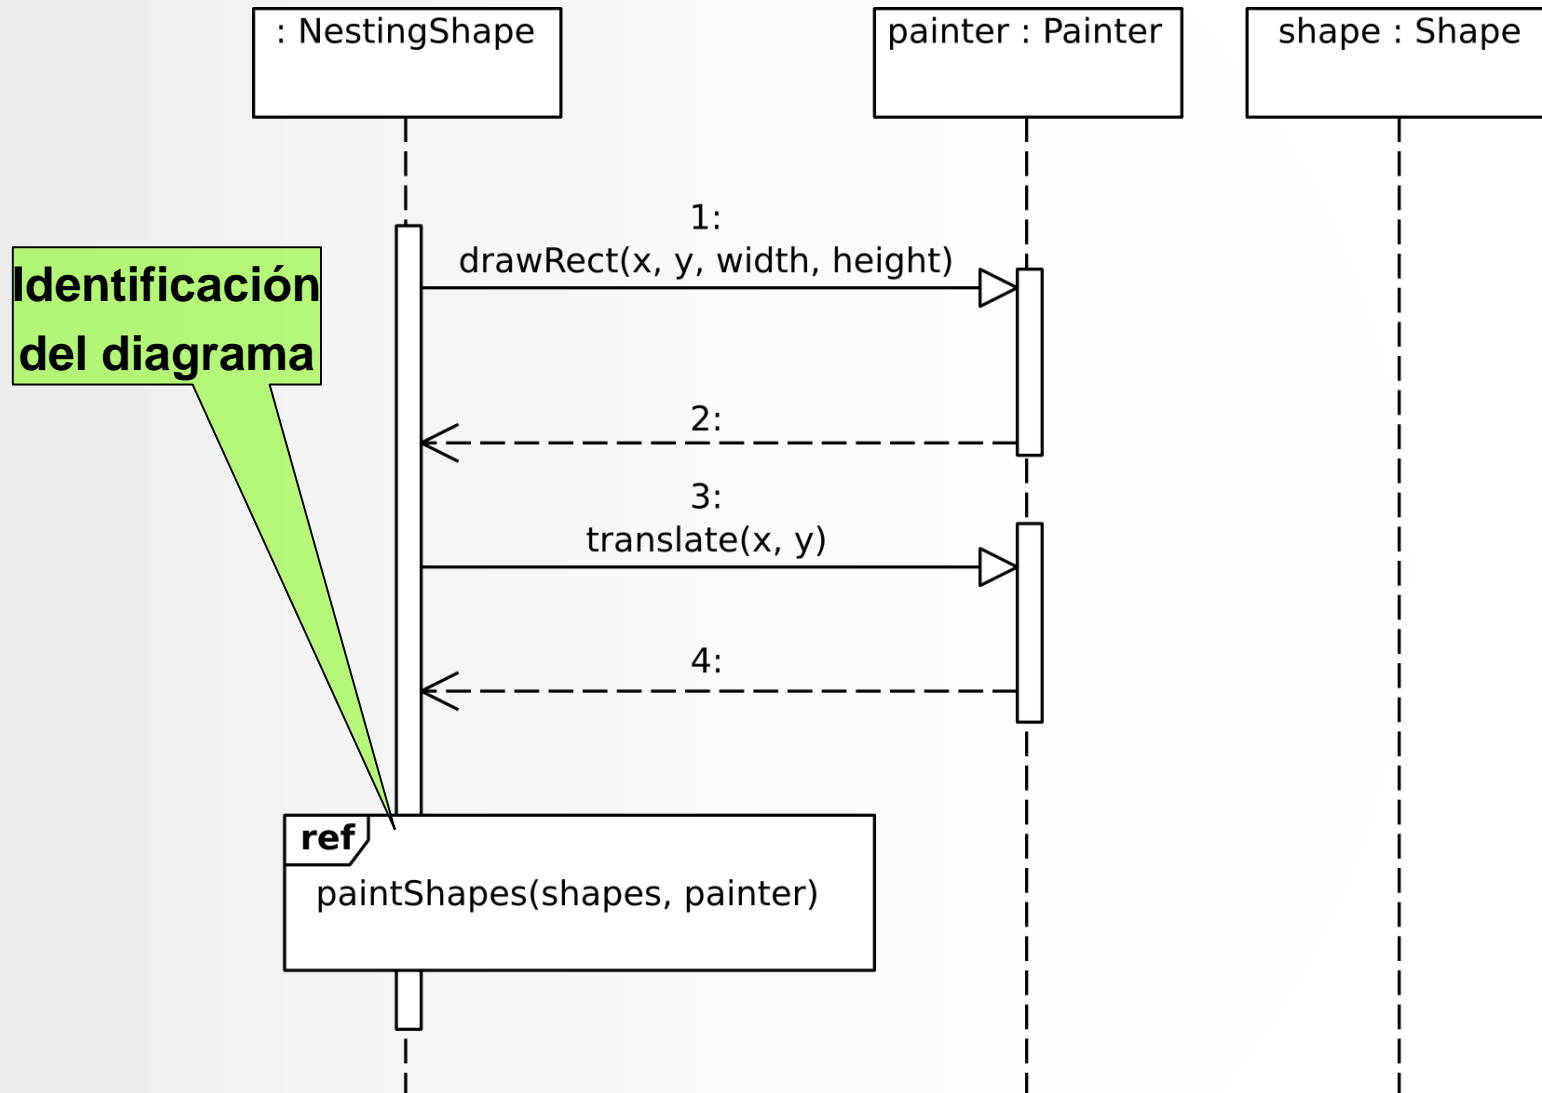 : NestingShape
painter : Painter
shape : Shape
1:
drawRect(x, y, width, height)
Identificación
del diagrama
2:
3:
translate(x, y)
4:
ref
paintShapes(shapes, painter)